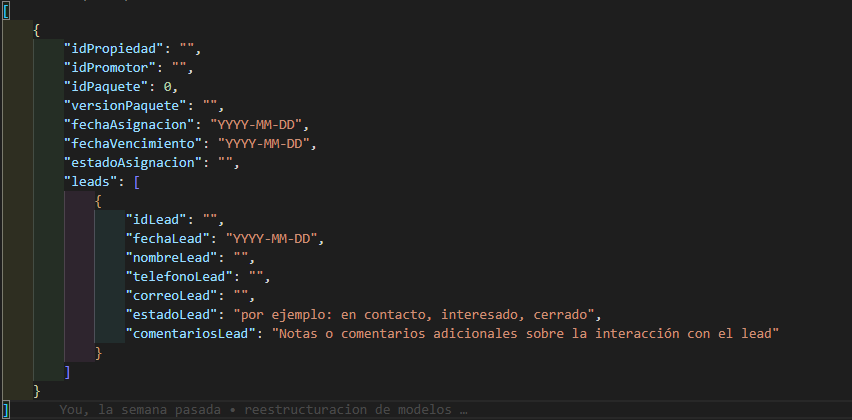 [
{
"idPropiedad": "",
"idPromotor": "",
"idPaquete": 0,
"versionPaquete": "",
"fechaAsignacion": "YYYY-MM-DD",
"fechaVencimiento": "YYYY-MM-DD",
"estadoAsignacion": "",
"leads": [
{
"idLead": "",
"fechaLead": "YYYY-MM-DD",
"nombreLead": "",
"telefonoLead": "",
"correoLead": "",
"estadoLead": "por ejemplo: en contacto, interesado, cerrado",
"comentariosLead": "Notas o comentarios adicionales sobre la interacción con el lead"
}
]
}
] You, la semana pasada • reestructuracion de modelos …